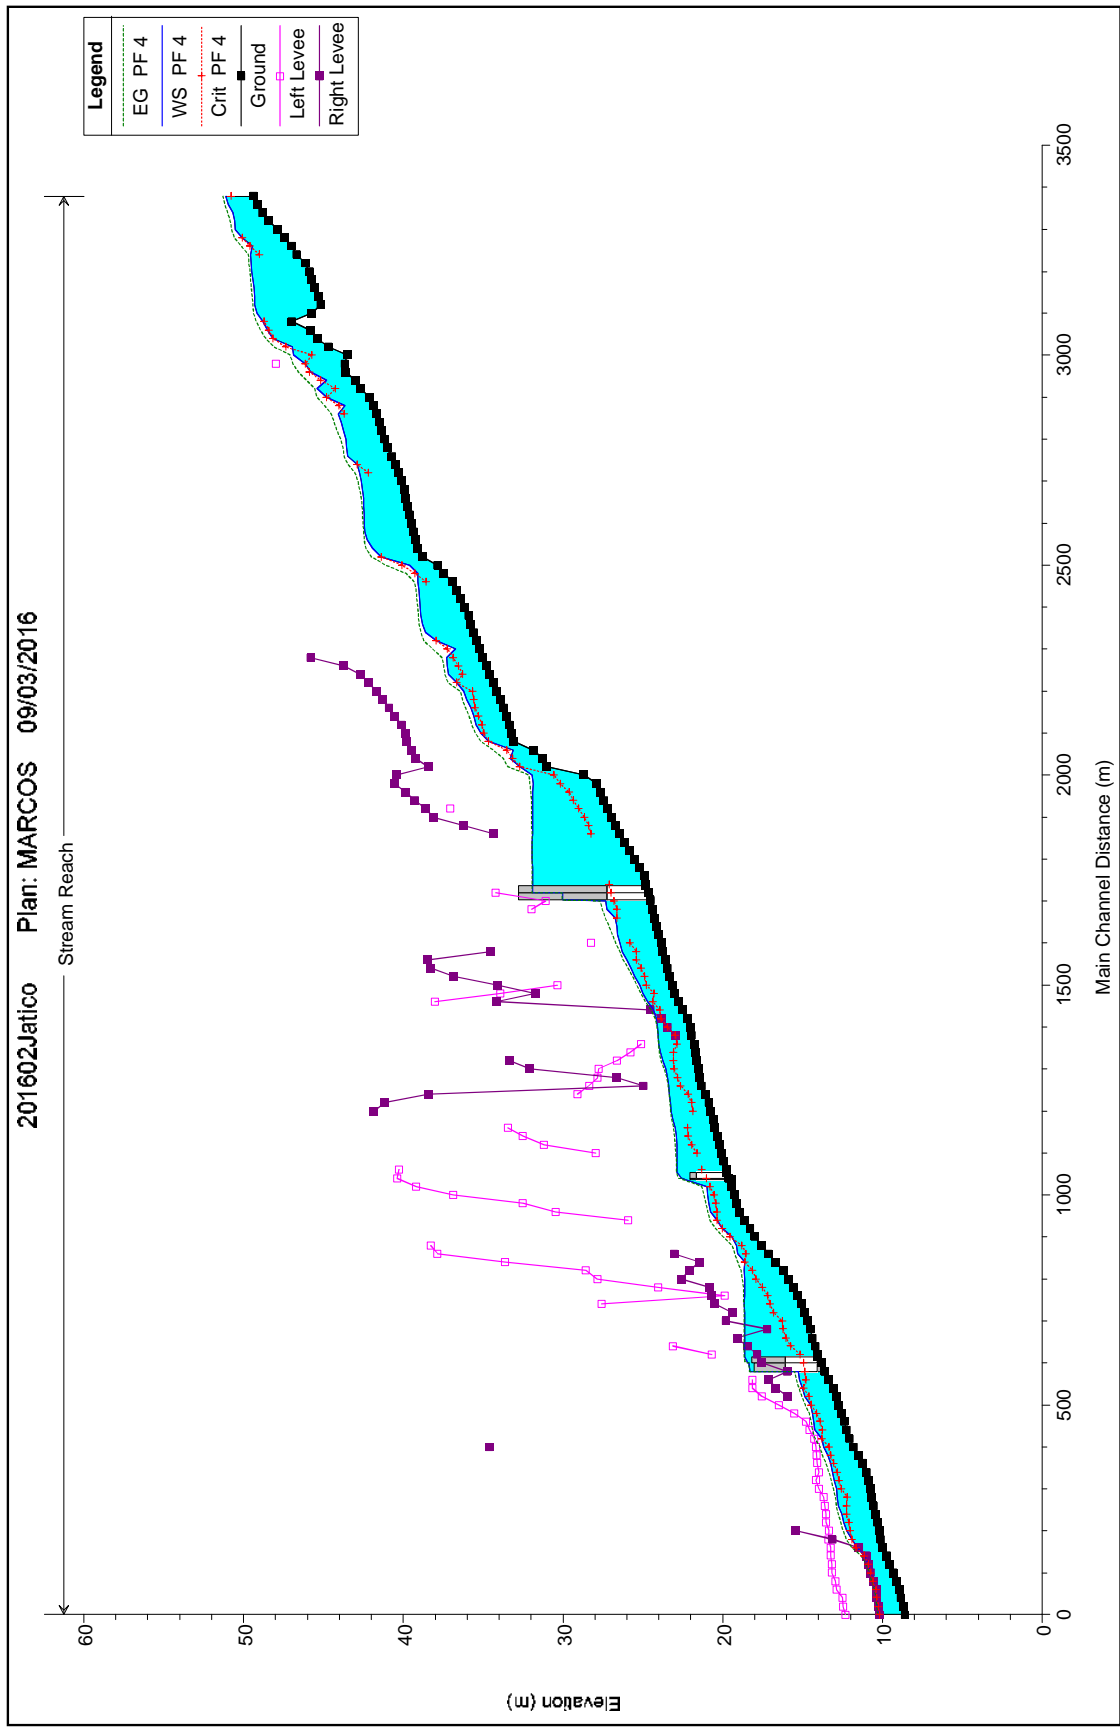 201602Jatico Plan: MARCOS 09/03/2016
Stream Reach
Legend
EG PF 4
WS PF 4
Crit PF 4
Ground
Left Levee
Right Levee
60
50
40
30
20
10
0
Elevation (m)
0
500
1000
1500
2000
2500
3000
3500
Main Channel Distance (m)